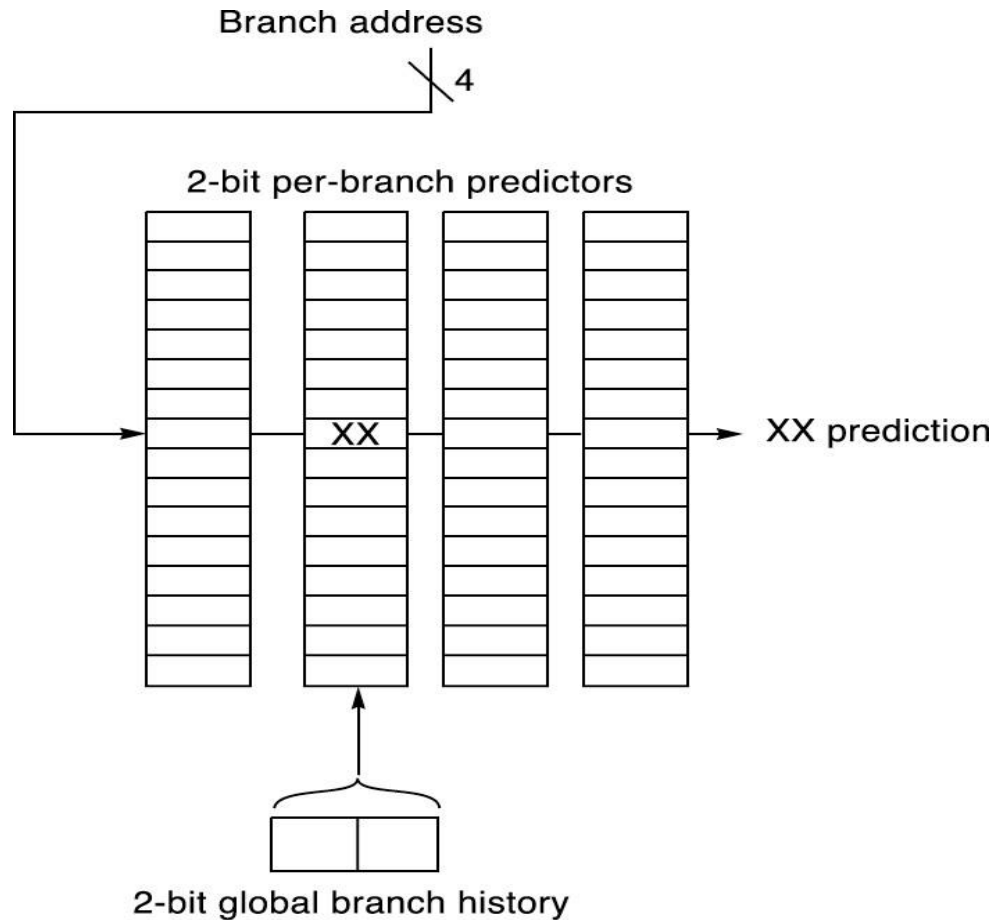 Branch address
4
2-bit per-branch predictors
XX
XX prediction
2-bit global branch history